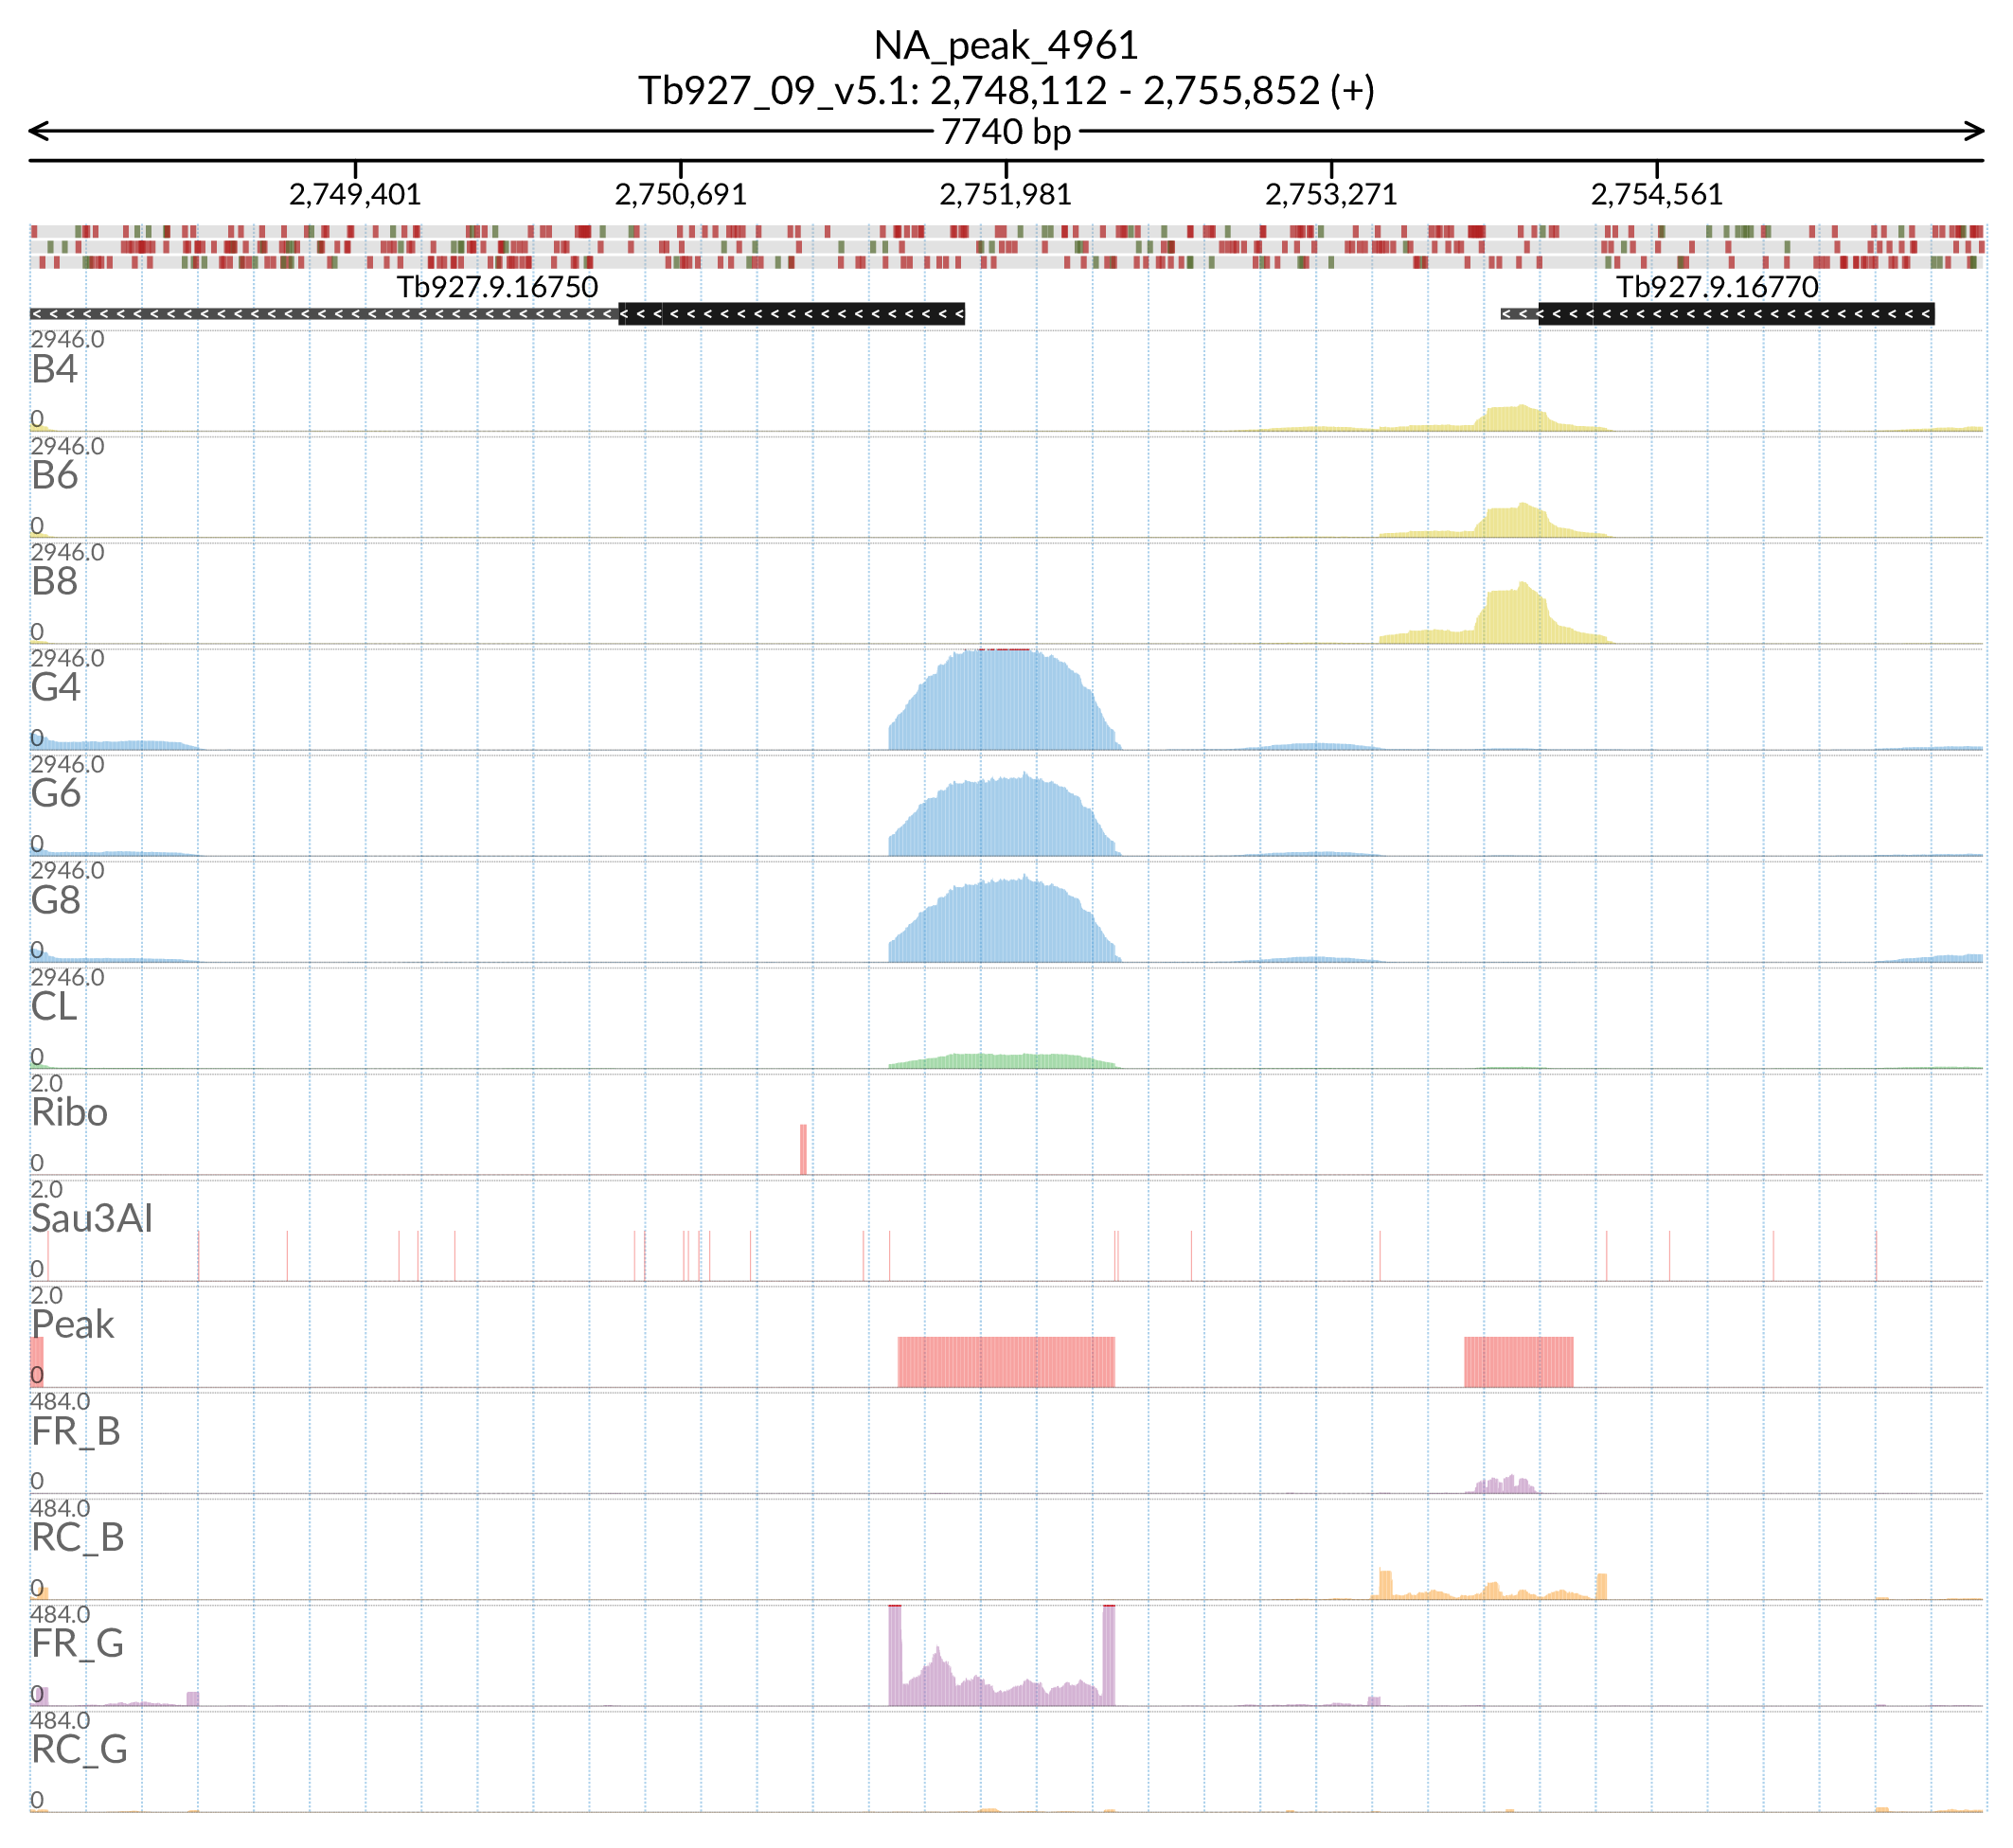 NA_peak_4961
Tb927_09_v5.1: 2,748,112 - 2,755,852 (+)
7740 bp
2,749,401 2,750,691 2,751,981 2,753,271 2,754,561
Tb927.9.16750 Tb927.9.16770
2946.0
B4
0
2946.0
B6
0
2946.0
B8
0
2946.0
G4
0
2946.0
G6
0
2946.0
G8
0
2946.0
CL
0
2.0
Ribo
0
2.0
Sau3AI
0
2.0
Peak
0
484.0
FR_B
0
484.0
RC_B
0
484.0
FR_G
0
484.0
RC_G
0